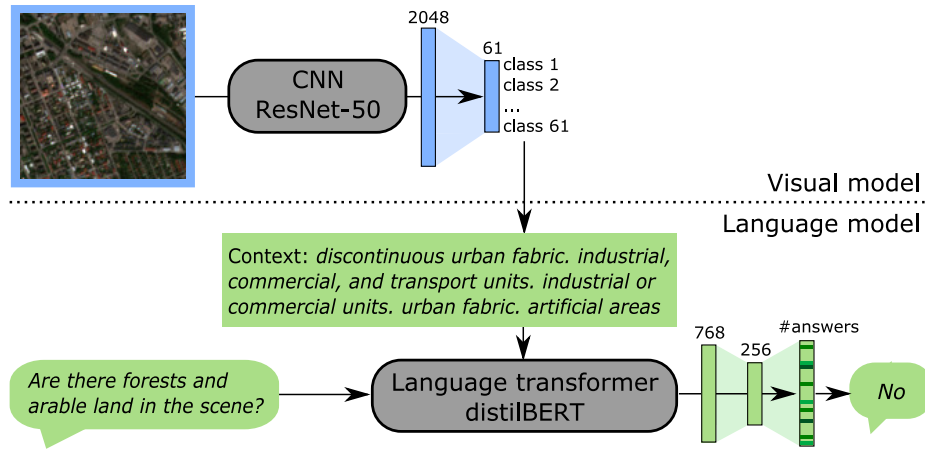 2048
61
class 1
class 2
...
class 61
CNN
ResNet-50
Visual model
Language model
Context: discontinuous urban fabric. industrial,
commercial, and transport units. industrial or
commercial units. urban fabric. artificial areas
#answers
768
256
Are there forests and
arable land in the scene?
Language transformer
distilBERT
No